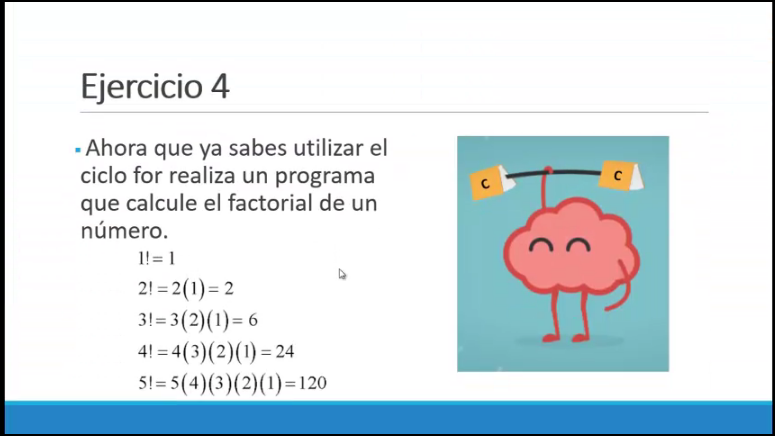 Ejercicio 4
Ahora que ya sabes utilizar el
ciclo for realiza un programa
que calcule el factorial de un
número.
1!= 1
2! = 2(1) = 2
3!= 3(2)(1)= 6
4! = 4(3)(2)(1) = 24
5!= 5(4)(3)(2)(1)=120
C
C